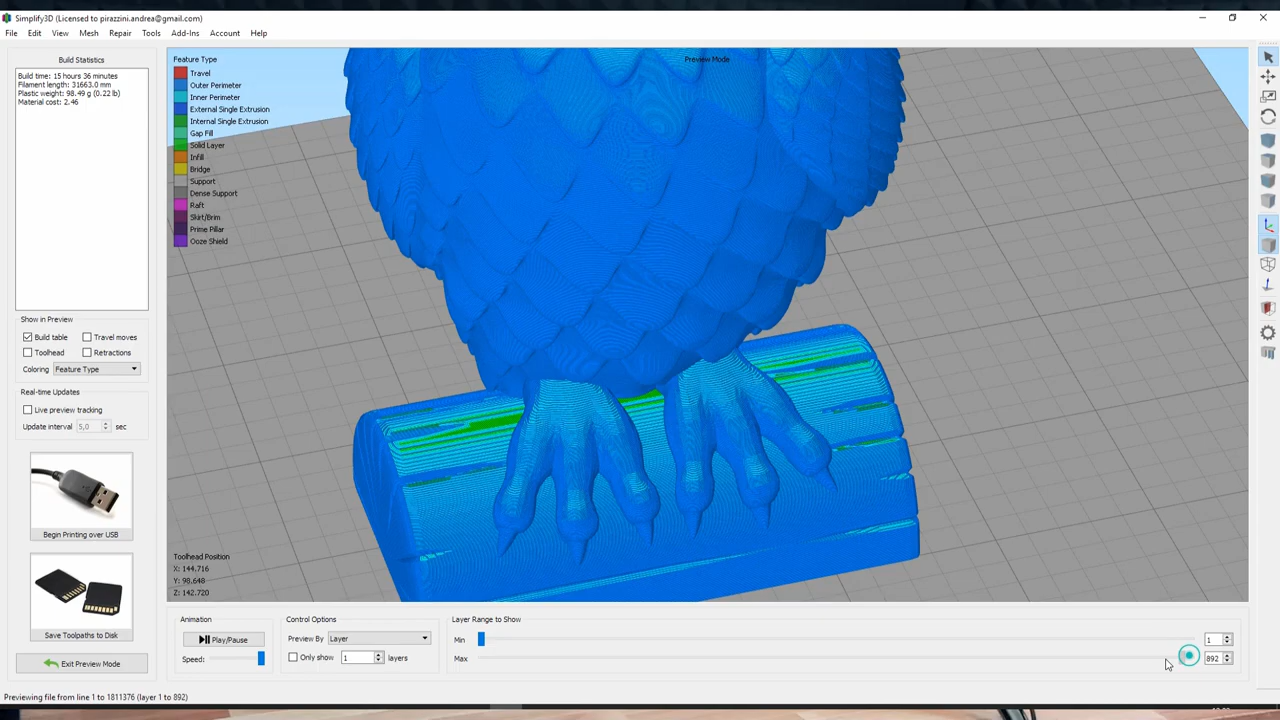 Simplify3D (Licensed to pirazzini.andrea@gmail.com)
File Edit View Mesh Repair Tools Add-Ins Account Help
Build Statistics
Build time: 15 hours 36 minutes
Filament length: 31663.0 mm
Plastic weight: 98.49 g (0.22 lb)
Material cost: 2.46
Show in Preview
Build table Travel moves
Toolhead Retractions
Coloring Feature Type
Real-time Updates
Live preview tracking
Update interval 5,0 sec
Begin Printing over USB
Save Toolpaths to Disk
Exit Preview Mode
Preview Mode
Feature Type
Travel
Outer Perimeter
Inner Perimeter
External Single Extrusion
Internal Single Extrusion
Gap Fill
Solid Layer
Infill
Bridge
Support
Dense Support
Raft
Skirt/Brim
Prime Pillar
Ooze Shield
Toolhead Position
X: 144.716
Y: 98.648
Z: 142.720
Animation
Play/Pause
Speed:
Control Options
Preview By Layer
Only show 1 layers
Layer Range to Show
Min 1
Max 892
Previewing file from line 1 to 1811376 (layer 1 to 892)